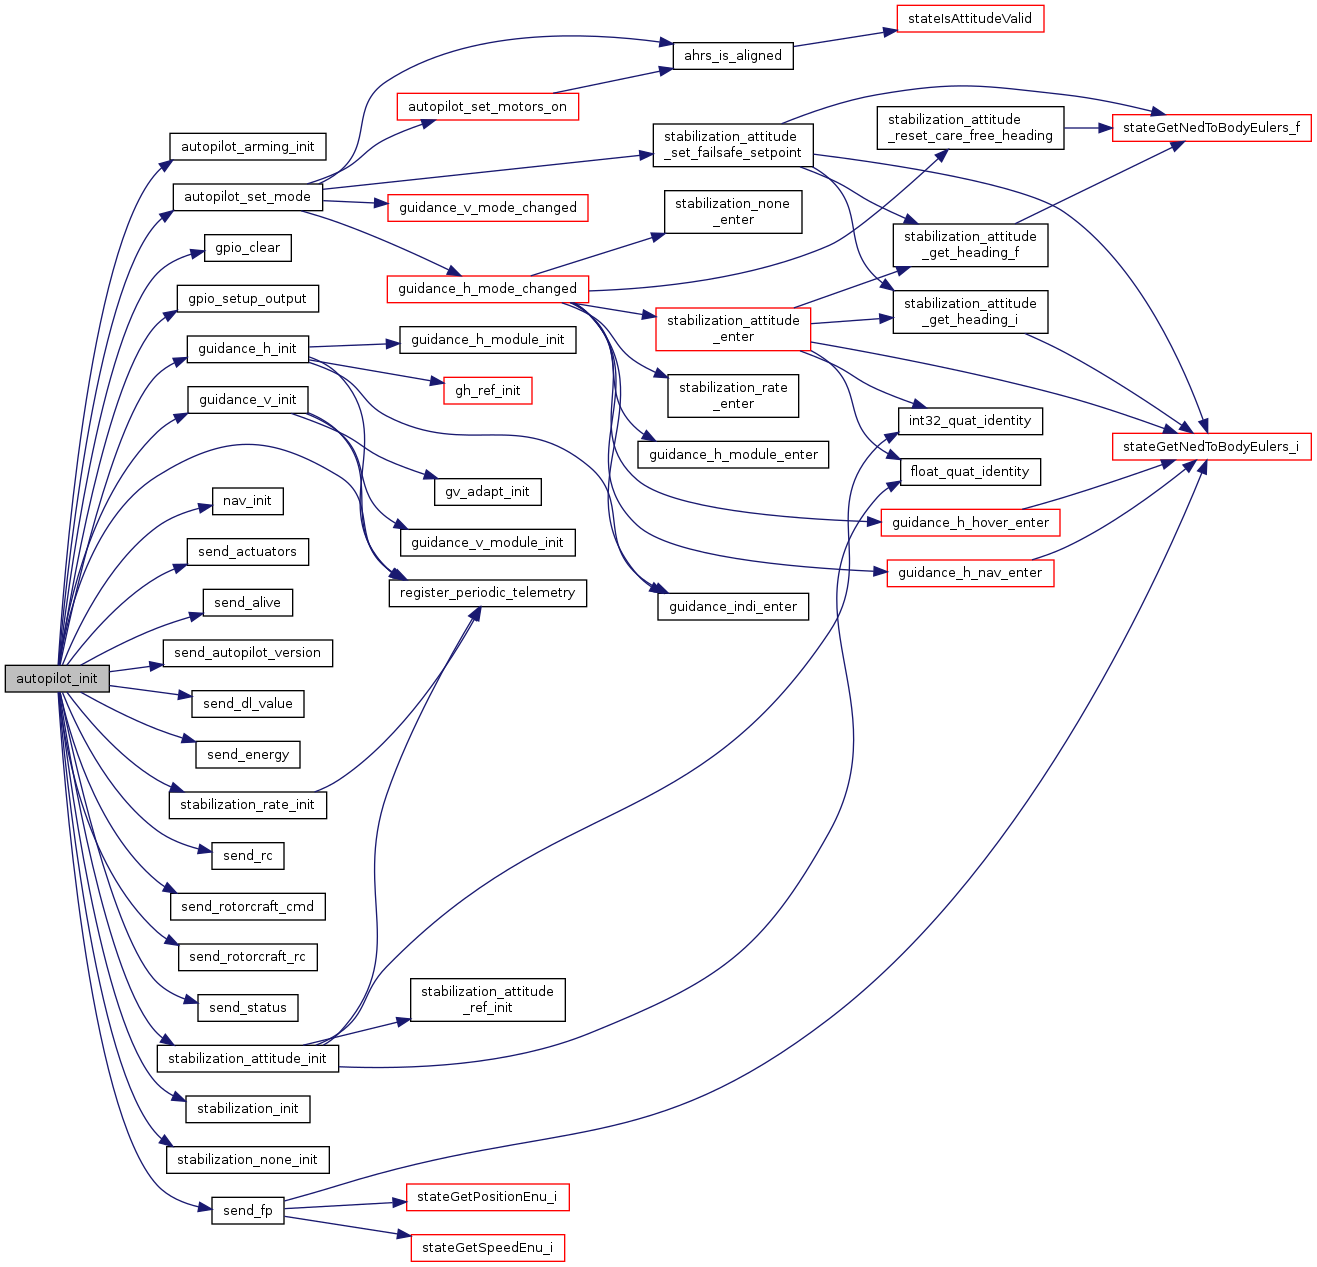 stateIsAttitudeValid
ahrs_is_aligned
autopilot_set_motors_on
stabilization_attitude
_reset_care_free_heading
stateGetNedToBodyEulers_f
autopilot_arming_init
stabilization_attitude
_set_failsafe_setpoint
autopilot_set_mode
guidance_v_mode_changed
stabilization_none
_enter
gpio_clear
stabilization_attitude
_get_heading_f
guidance_h_mode_changed
gpio_setup_output
stabilization_attitude
_get_heading_i
stabilization_attitude
_enter
guidance_h_init
guidance_h_module_init
gh_ref_init
stabilization_rate
_enter
guidance_v_init
int32_quat_identity
guidance_h_module_enter
stateGetNedToBodyEulers_i
float_quat_identity
gv_adapt_init
nav_init
guidance_h_hover_enter
guidance_v_module_init
send_actuators
guidance_h_nav_enter
register_periodic_telemetry
send_alive
guidance_indi_enter
send_autopilot_version
autopilot_init
send_dl_value
send_energy
stabilization_rate_init
send_rc
send_rotorcraft_cmd
send_rotorcraft_rc
stabilization_attitude
_ref_init
send_status
stabilization_attitude_init
stabilization_init
stabilization_none_init
stateGetPositionEnu_i
send_fp
stateGetSpeedEnu_i